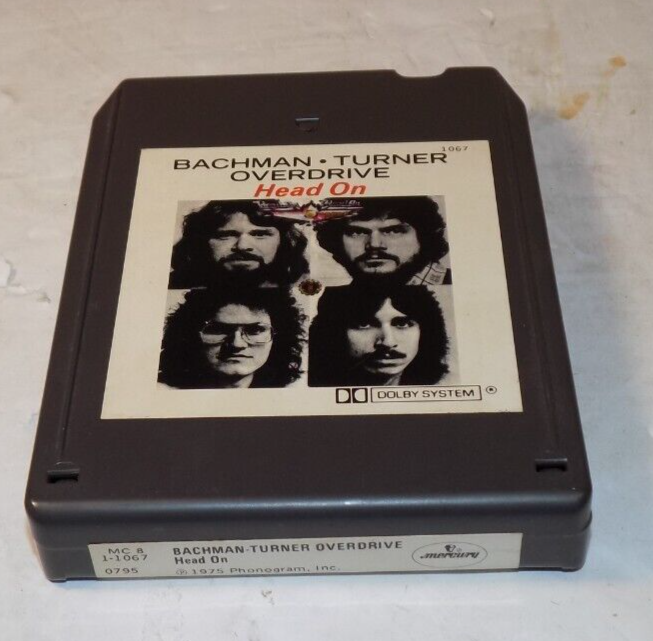 1067
BACHMAN • TURNER
OVERDRIVE
Head On
DOLBY SYSTEM ®
MC 8
1-1067
0795
BACHMAN-TURNER OVERDRIVE
Head On
℗ 1975 Phonogram, Inc.
mercury